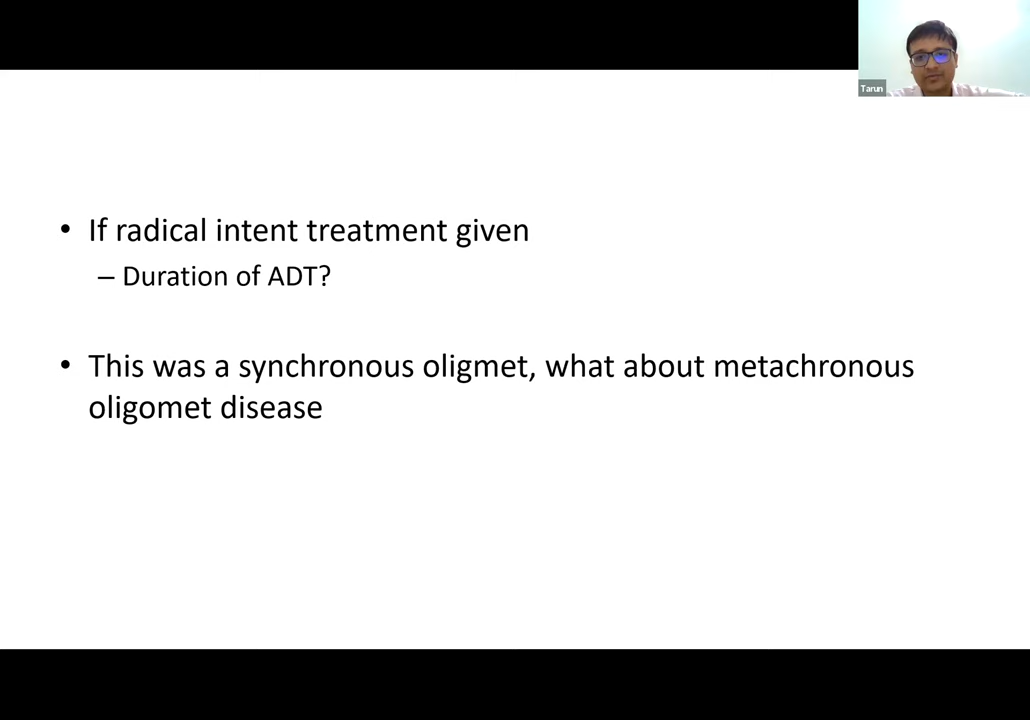 Tarun
• If radical intent treatment given
– Duration of ADT?
• This was a synchronous oligmet, what about metachronous
oligomet disease